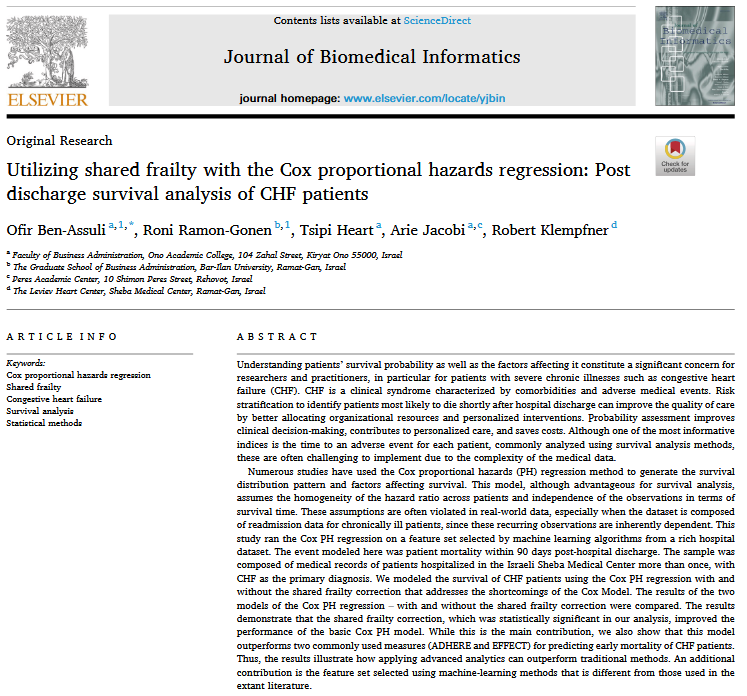 Contents lists available at ScienceDirect
Journal of Biomedical Informatics
journal homepage: www.elsevier.com/locate/yjbin
ELSEVIER
Biomedical
Informatics
Original Research
Check for
updates
Utilizing shared frailty with the Cox proportional hazards regression: Post
discharge survival analysis of CHF patients
Ofir Ben-Assuli a,1,*, Roni Ramon-Gonen b,1, Tsipi Heart a, Arie Jacobi a,c, Robert Klempfner d
a Faculty of Business Administration, Ono Academic College, 104 Zahal Street, Kiryat Ono 55000, Israel
b The Graduate School of Business Administration, Bar-Ilan University, Ramat-Gan, Israel
c Peres Academic Center, 10 Shimon Peres Street, Rehovot, Israel
d The Leviev Heart Center, Sheba Medical Center, Ramat-Gan, Israel
ARTICLE INFO
Keywords:
Cox proportional hazards regression
Shared frailty
Congestive heart failure
Survival analysis
Statistical methods
ABSTRACT
Understanding patients' survival probability as well as the factors affecting it constitute a significant concern for
researchers and practitioners, in particular for patients with severe chronic illnesses such as congestive heart
failure (CHF). CHF is a clinical syndrome characterized by comorbidities and adverse medical events. Risk
stratification to identify patients most likely to die shortly after hospital discharge can improve the quality of care
by better allocating organizational resources and personalized interventions. Probability assessment improves
clinical decision-making, contributes to personalized care, and saves costs. Although one of the most informative
indices is the time to an adverse event for each patient, commonly analyzed using survival analysis methods,
these are often challenging to implement due to the complexity of the medical data.
Numerous studies have used the Cox proportional hazards (PH) regression method to generate the survival
distribution pattern and factors affecting survival. This model, although advantageous for survival analysis,
assumes the homogeneity of the hazard ratio across patients and independence of the observations in terms of
survival time. These assumptions are often violated in real-world data, especially when the dataset is composed
of readmission data for chronically ill patients, since these recurring observations are inherently dependent. This
study ran the Cox PH regression on a feature set selected by machine learning algorithms from a rich hospital
dataset. The event modeled here was patient mortality within 90 days post-hospital discharge. The sample was
composed of medical records of patients hospitalized in the Israeli Sheba Medical Center more than once, with
CHF as the primary diagnosis. We modeled the survival of CHF patients using the Cox PH regression with and
without the shared frailty correction that addresses the shortcomings of the Cox Model. The results of the two
models of the Cox PH regression – with and without the shared frailty correction were compared. The results
demonstrate that the shared frailty correction, which was statistically significant in our analysis, improved the
performance of the basic Cox PH model. While this is the main contribution, we also show that this model
outperforms two commonly used measures (ADHERE and EFFECT) for predicting early mortality of CHF patients.
Thus, the results illustrate how applying advanced analytics can outperform traditional methods. An additional
contribution is the feature set selected using machine-learning methods that is different from those used in the
extant literature.